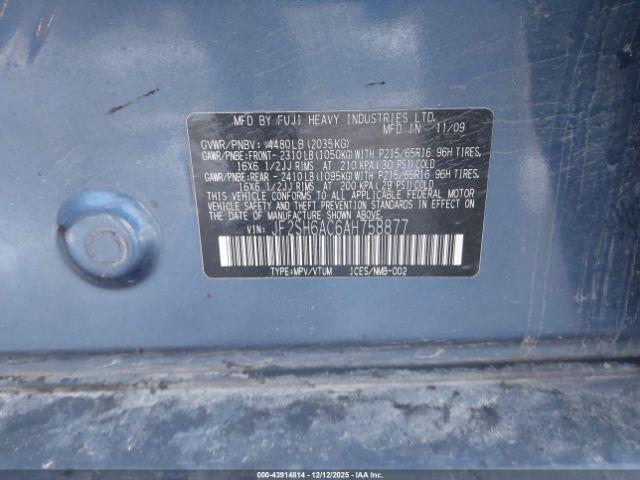 MFD BY FUJI HEAVY INDUSTRIES LTD.
MFD IN 11/09
GVWR/PNBV: 4480LB(2035KG)
GAWR/PNBE:FRONT- 2310LB(1050KG)WITH P215/65R16 96H TIRES,
16X6 1/2JJ RIMS AT 210 KPA(30 PSI)COLD
GAWR/PNBE:REAR - 2410LB(1095KG)WITH P215/65R16 96H TIRES,
16X6 1/2JJ RIMS AT 200 KPA(29 PSI)COLD
THIS VEHICLE CONFORMS TO ALL APPLICABLE FEDERAL MOTOR
VEHICLE SAFETY AND THEFT PREVENTION STANDARDS IN EFFECT
ON THE DATE OF MANUFACTURE SHOWN ABOVE.
VIN: JF2SH6AC6AH758877
TYPE:MPV/VTUM ICES/NMB-002
000-43914814 - 12/12/2025 - IAAI.COM